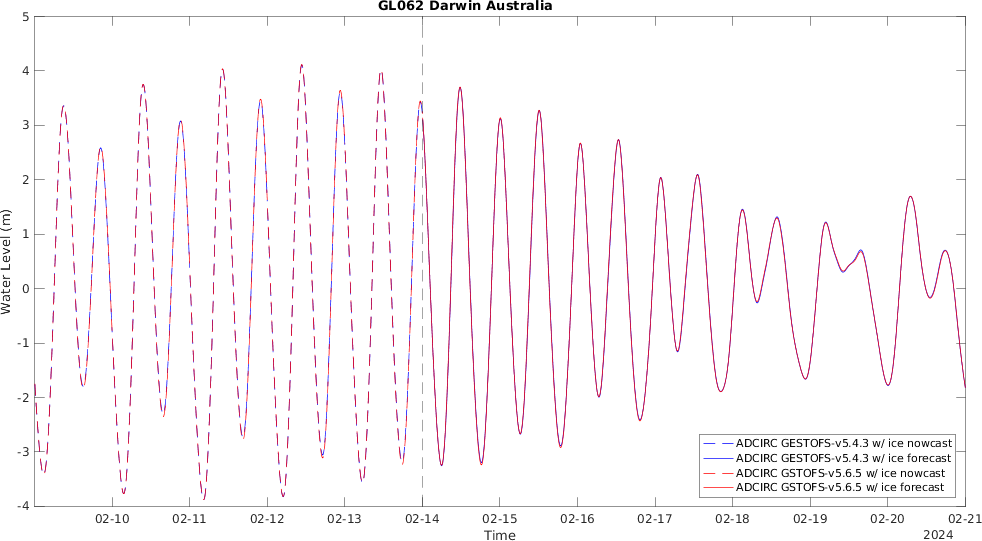 GL062 Darwin Australia
5
4
3
2
1
0
-1
-2
-3
-4
Water Level (m)
ADCIRC GESTOFS-v5.4.3 w/ ice nowcast
ADCIRC GESTOFS-v5.4.3 w/ ice forecast
ADCIRC GSTOFS-v5.6.5 w/ ice nowcast
ADCIRC GSTOFS-v5.6.5 w/ ice forecast
02-10 02-11 02-12 02-13 02-14 02-15 02-16 02-17 02-18 02-19 02-20 02-21
Time
2024